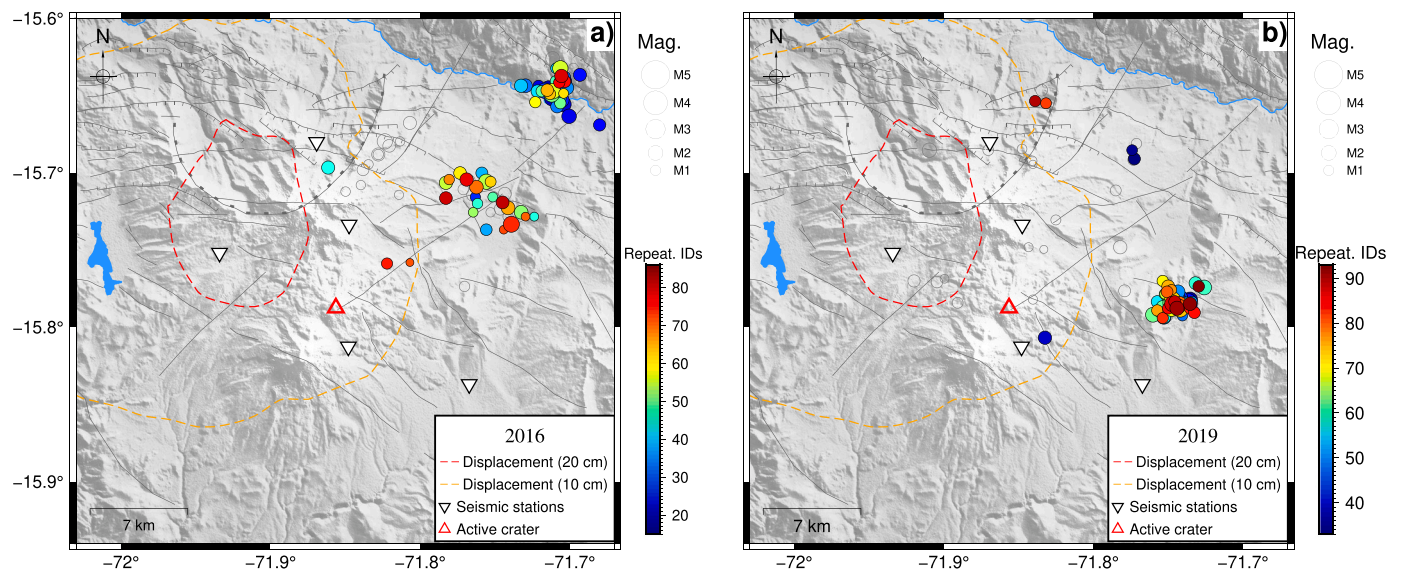 −15.6°
−15.7°
−15.8°
−15.9°
N
a)
7 km
2016
Displacement (20 cm)
Displacement (10 cm)
Seismic stations
Active crater
−72°
−71.9°
−71.8°
−71.7°
Mag.
M5
M4
M3
M2
M1
Repeat. IDs
80
70
60
50
40
30
20
N
b)
7 km
2019
Displacement (20 cm)
Displacement (10 cm)
Seismic stations
Active crater
−72°
−71.9°
−71.8°
−71.7°
Mag.
M5
M4
M3
M2
M1
Repeat. IDs
90
80
70
60
50
40